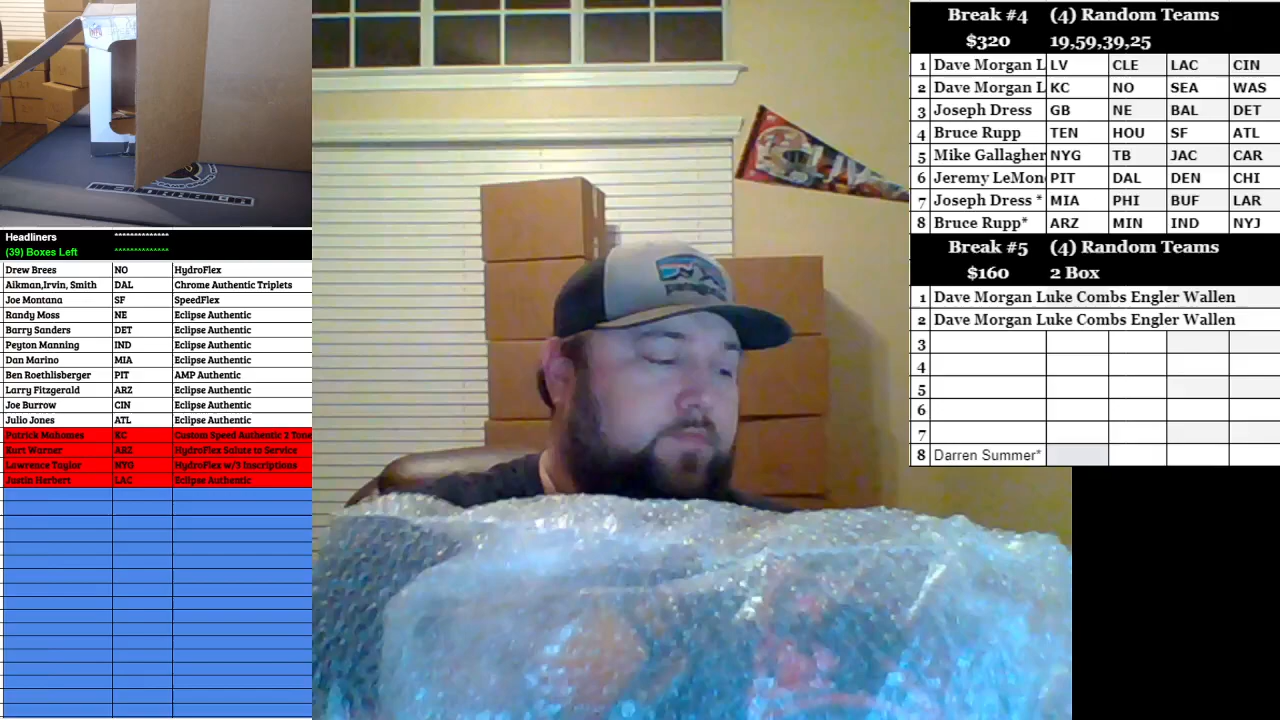 Headliners **************
(39) Boxes Left **************
Drew Brees NO HydroFlex
Aikman,Irvin, Smith DAL Chrome Authentic Triplets
Joe Montana SF SpeedFlex
Randy Moss NE Eclipse Authentic
Barry Sanders DET Eclipse Authentic
Peyton Manning IND Eclipse Authentic
Dan Marino MIA Eclipse Authentic
Ben Roethlisberger PIT AMP Authentic
Larry Fitzgerald ARZ Eclipse Authentic
Joe Burrow CIN Eclipse Authentic
Julio Jones ATL Eclipse Authentic
Patrick Mahomes KC Custom Speed Authentic 2 Tone
Kurt Warner ARZ HydroFlex Salute to Service
Lawrence Taylor NYG HydroFlex w/3 Inscriptions
Justin Herbert LAC Eclipse Authentic
Break #4 (4) Random Teams
$320 19,59,39,25
1 Dave Morgan L LV CLE LAC CIN
2 Dave Morgan L KC NO SEA WAS
3 Joseph Dress GB NE BAL DET
4 Bruce Rupp TEN HOU SF ATL
5 Mike Gallagher NYG TB JAC CAR
6 Jeremy LeMon PIT DAL DEN CHI
7 Joseph Dress * MIA PHI BUF LAR
8 Bruce Rupp* ARZ MIN IND NYJ
Break #5 (4) Random Teams
$160 2 Box
1 Dave Morgan Luke Combs Engler Wallen
2 Dave Morgan Luke Combs Engler Wallen
3
4
5
6
7
8 Darren Summer*